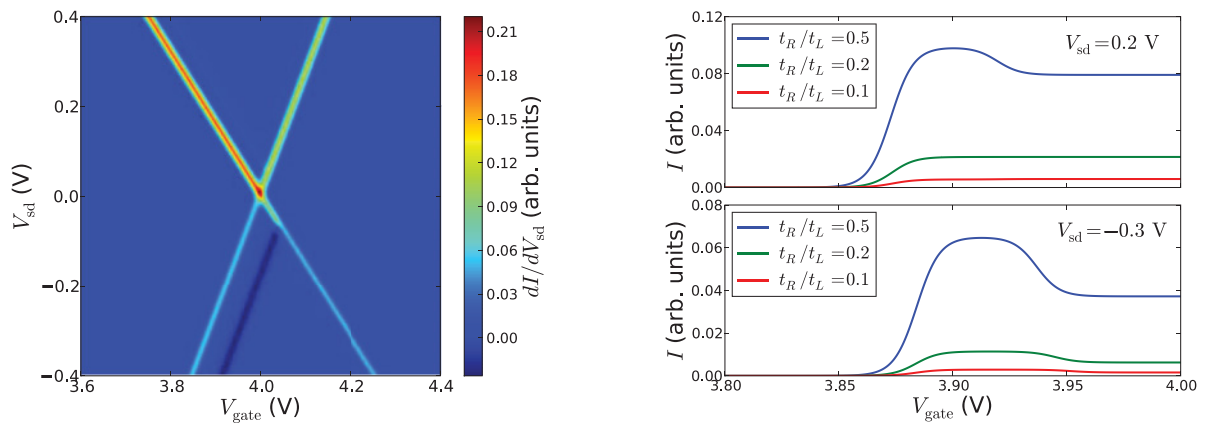 0.4
0.2
0.0
−0.2
−0.4
V_sd (V)
3.6 3.8 4.0 4.2 4.4
V_gate (V)
0.21
0.18
0.15
0.12
0.09
0.06
0.03
0.00
dI/dV_sd (arb. units)
0.12
0.08
0.04
0.00
I (arb. units)
t_R/t_L=0.5
t_R/t_L=0.2
t_R/t_L=0.1
V_sd=0.2 V
0.08
0.06
0.04
0.02
0.00
I (arb. units)
t_R/t_L=0.5
t_R/t_L=0.2
t_R/t_L=0.1
V_sd=−0.3 V
3.80 3.85 3.90 3.95 4.00
V_gate (V)